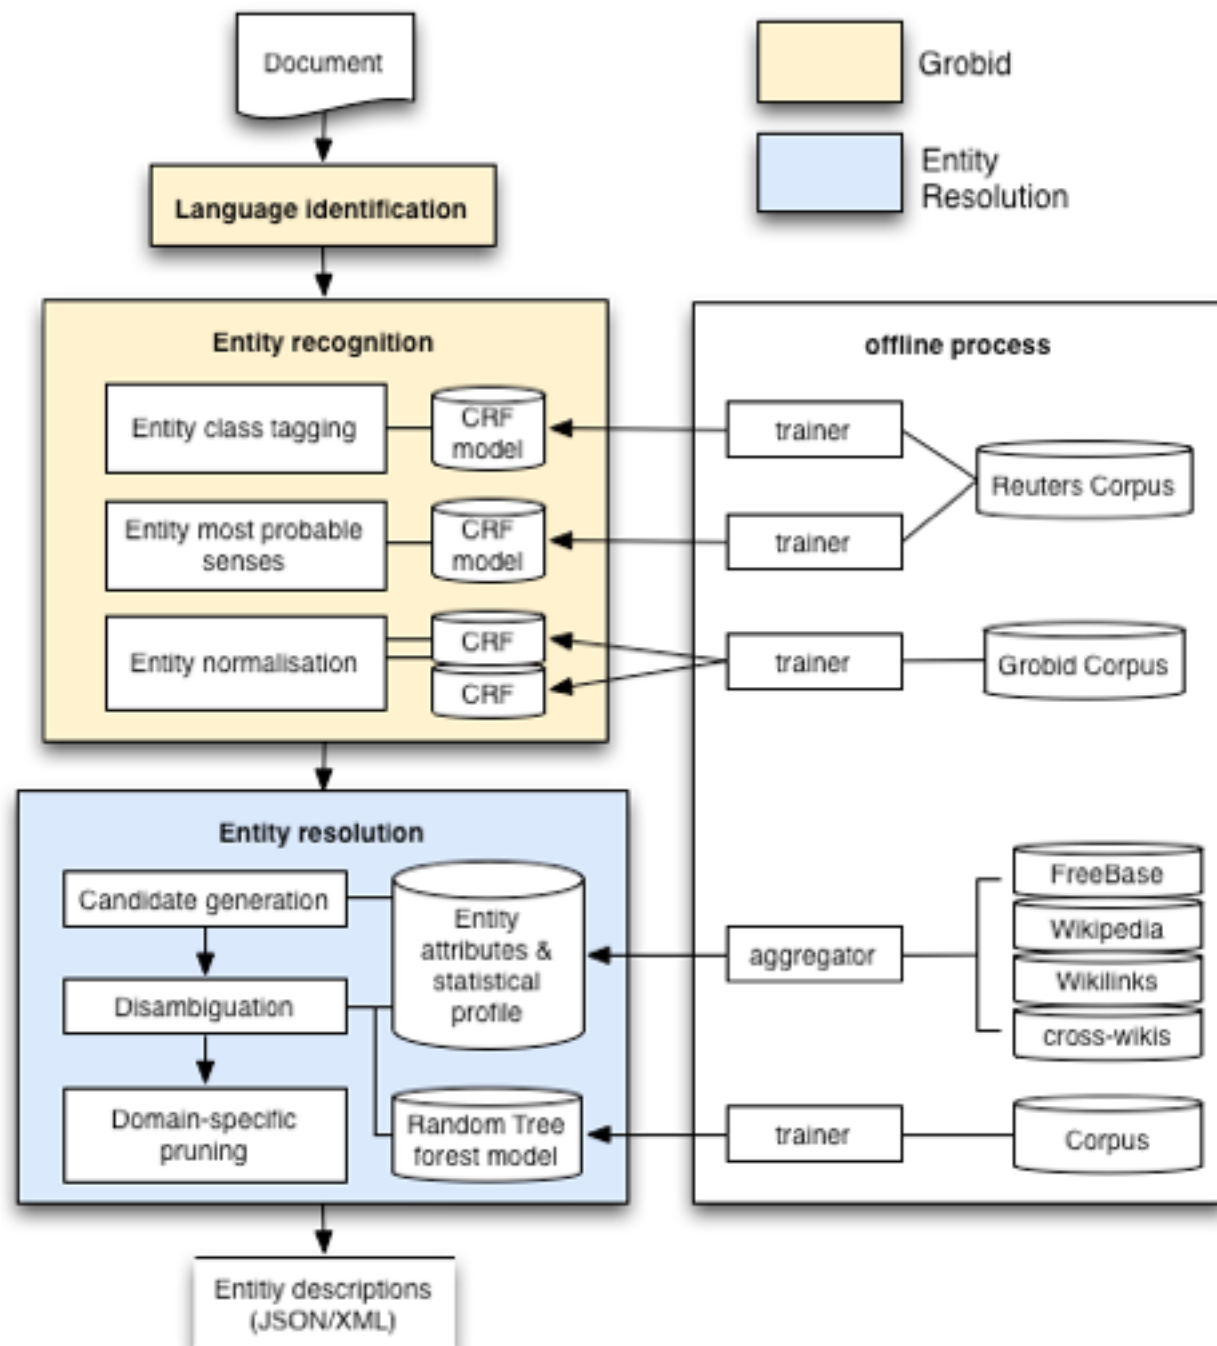 Document
Grobid
Entity
Resolution
Language identification
Entity recognition
Entity class tagging
CRF
model
Entity most probable
senses
CRF
model
Entity normalisation
CRF
CRF
offline process
trainer
Reuters Corpus
trainer
trainer
Grobid Corpus
Entity resolution
Candidate generation
Disambiguation
Domain-specific
pruning
Entity
attributes &
statistical
profile
Random Tree
forest model
aggregator
FreeBase
Wikipedia
Wikilinks
cross-wikis
trainer
Corpus
Entitiy descriptions
(JSON/XML)